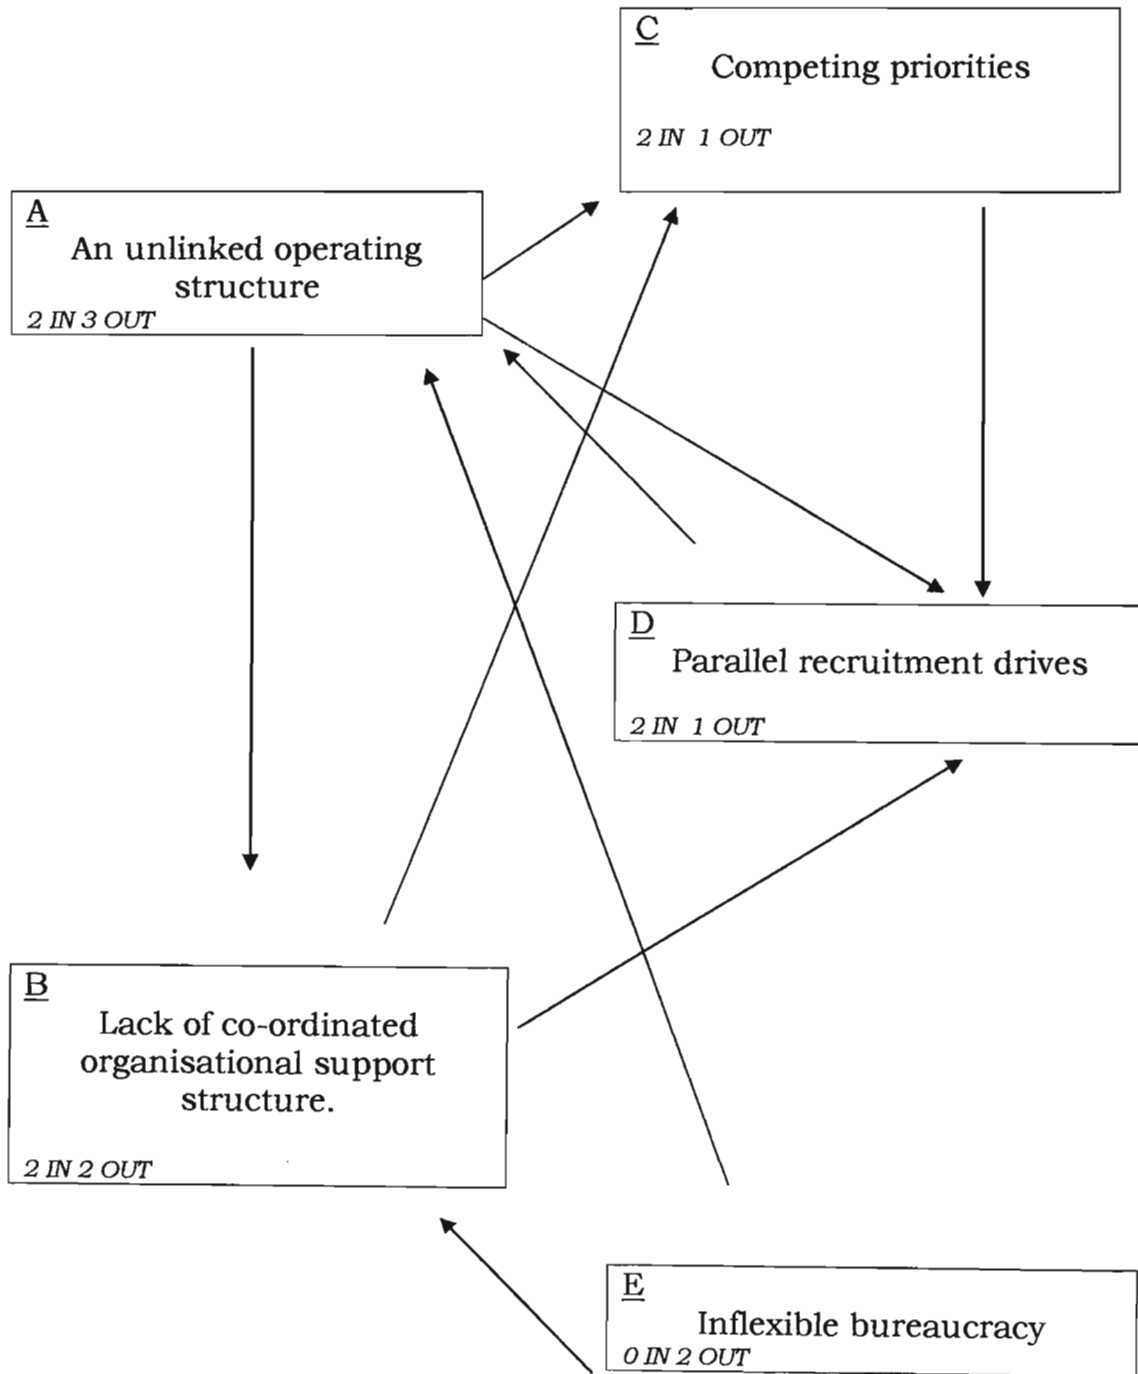 C
Competing priorities
2 IN 1 OUT
A
An unlinked operating
structure
2 IN 3 OUT
D
Parallel recruitment drives
2 IN 1 OUT
B
Lack of co-ordinated
organisational support
structure.
2 IN 2 OUT
E
Inflexible bureaucracy
0 IN 2 OUT